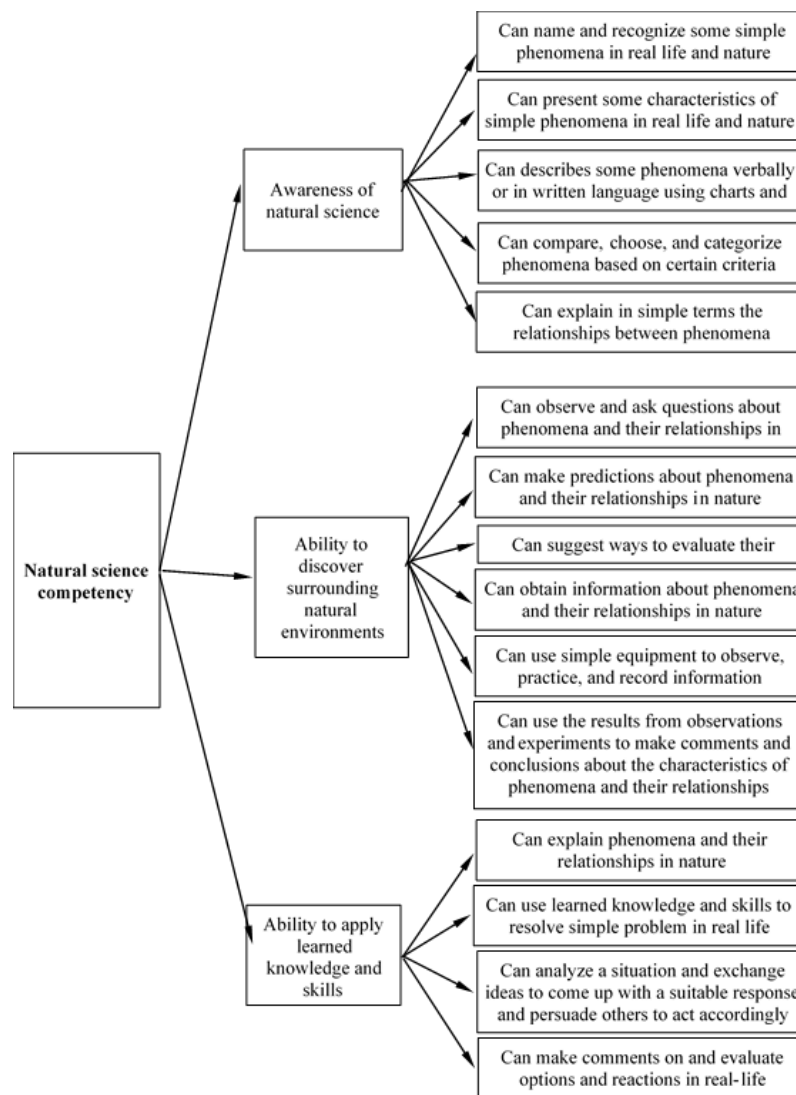 Can name and recognize some simple
phenomena in real life and nature
Can present some characteristics of
simple phenomena in real life and nature
Can describes some phenomena verbally
or in written language using charts and
Can compare, choose, and categorize
phenomena based on certain criteria
Can explain in simple terms the
relationships between phenomena
Awareness of
natural science
Can observe and ask questions about
phenomena and their relationships in
Can make predictions about phenomena
and their relationships in nature
Can suggest ways to evaluate their
Can obtain information about phenomena
and their relationships in nature
Can use simple equipment to observe,
practice, and record information
Can use the results from observations
and experiments to make comments and
conclusions about the characteristics of
phenomena and their relationships
Ability to
discover
surrounding
natural
environments
Natural science
competency
Can explain phenomena and their
relationships in nature
Can use learned knowledge and skills to
resolve simple problem in real life
Can analyze a situation and exchange
ideas to come up with a suitable response
and persuade others to act accordingly
Can make comments on and evaluate
options and reactions in real-life
Ability to apply
learned
knowledge and
skills